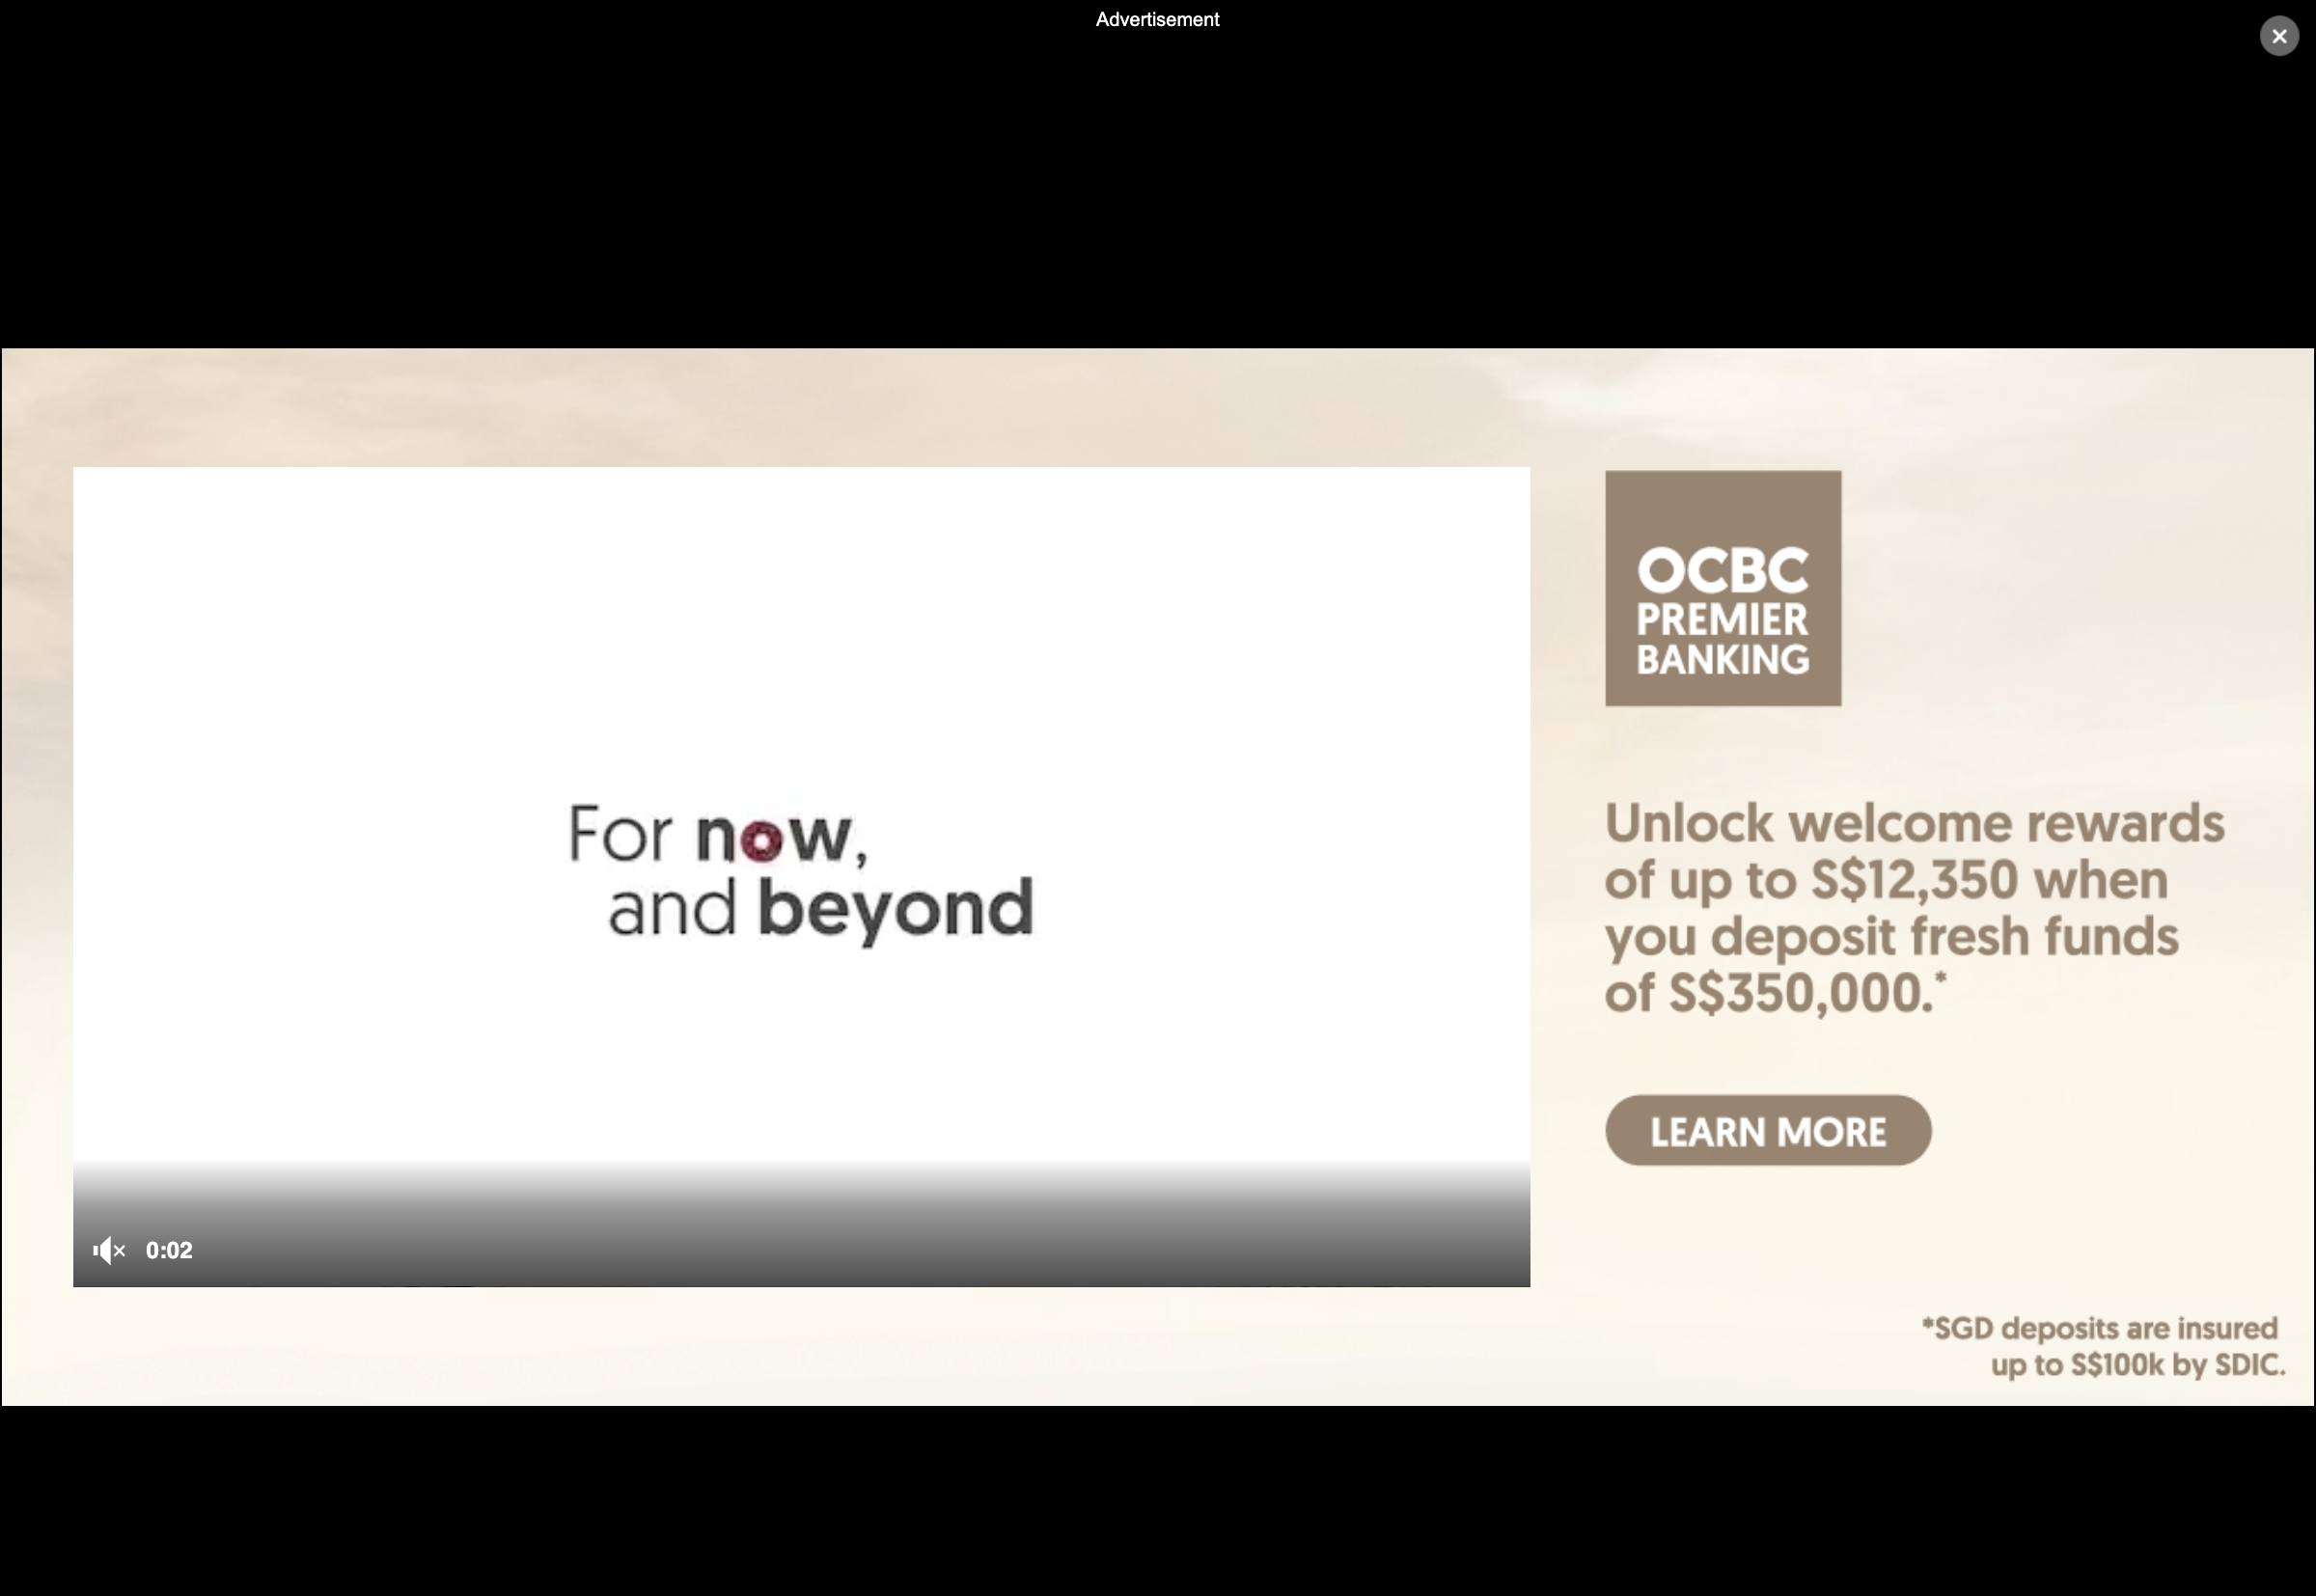 Advertisement
For now,
and beyond
0:02
OCBC
PREMIER
BANKING
Unlock welcome rewards
of up to S$12,350 when
you deposit fresh funds
of S$350,000.*
LEARN MORE
*SGD deposits are insured
up to S$100k by SDIC.